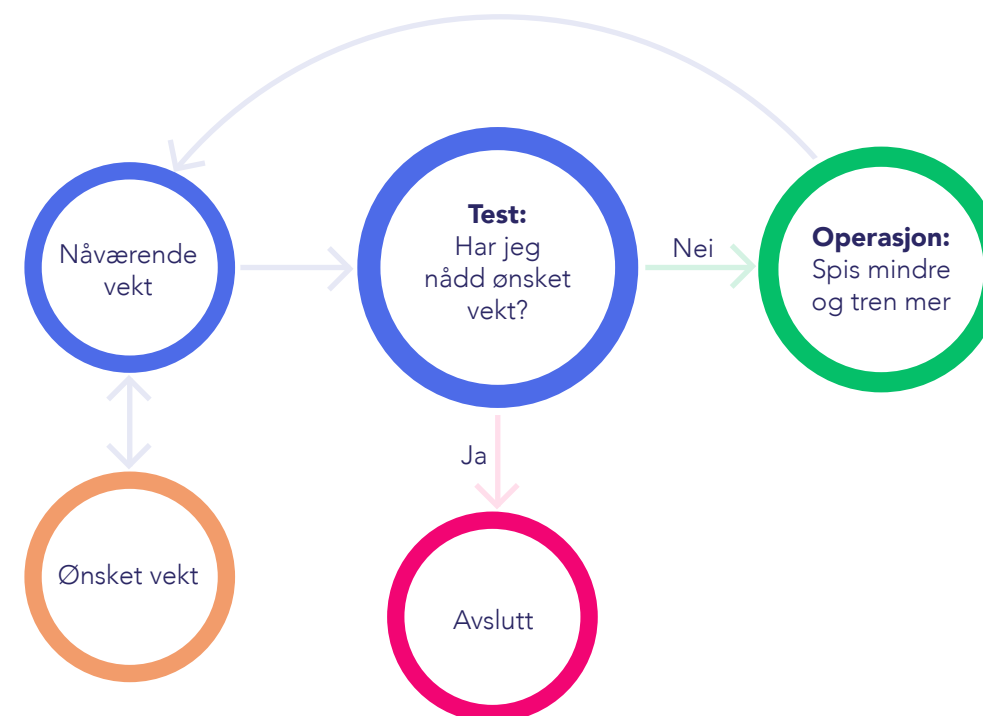 Nåværende
vekt
Test:
Har jeg
nådd ønsket
vekt?
Nei
Operasjon:
Spis mindre
og tren mer
Ja
Ønsket vekt
Avslutt